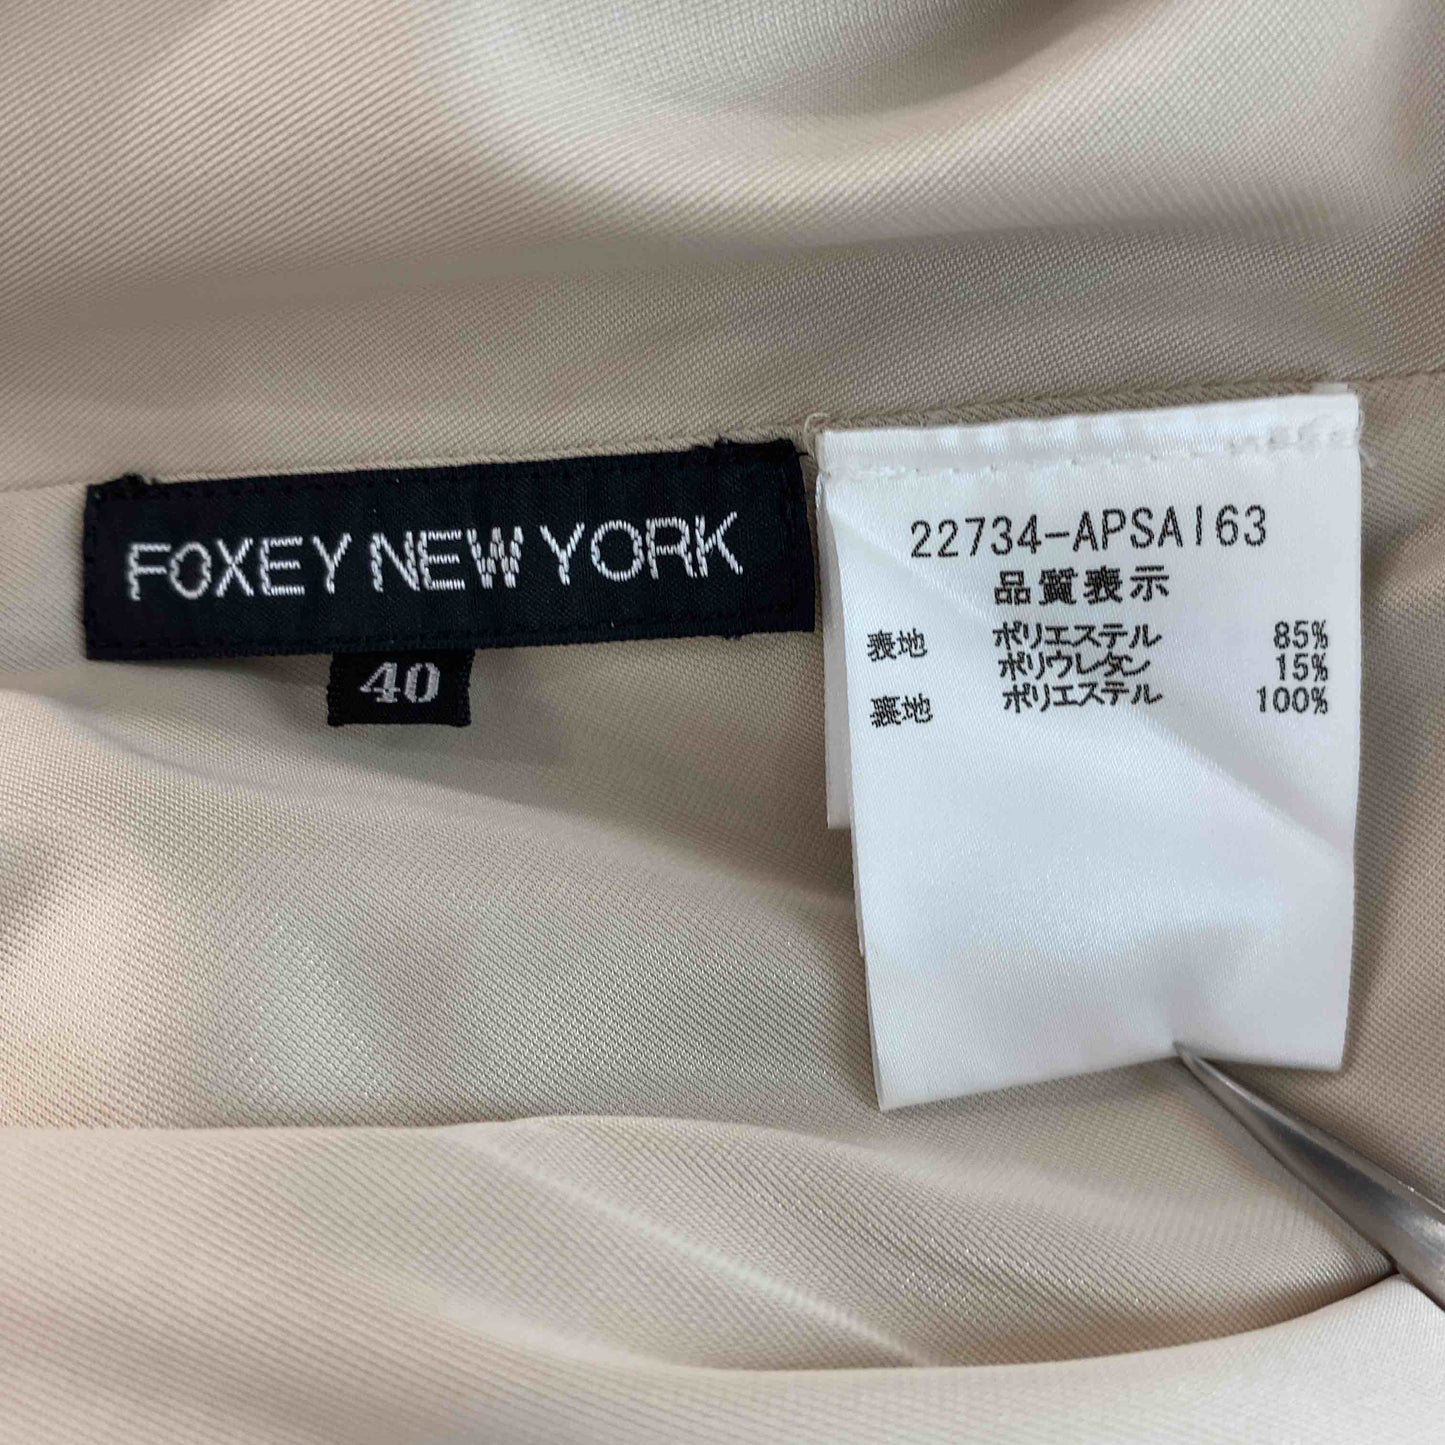 FOXEY NEW YORK
40
22734-APSAI63
品質表示
表地 ポリエステル 85%
ポリウレタン 15%
裏地 ポリエステル 100%